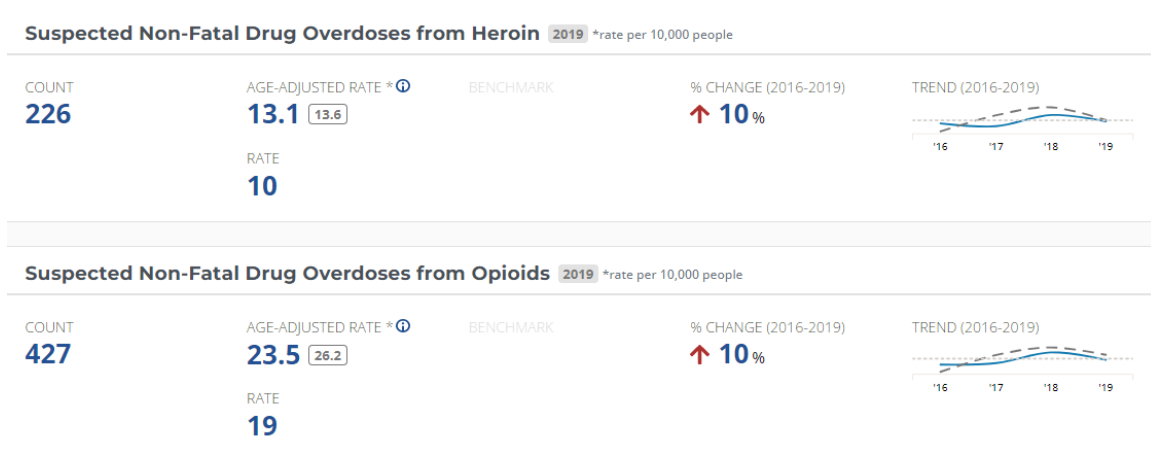 Suspected Non-Fatal Drug Overdoses from Heroin 2019 *rate per 10,000 people
COUNT AGE-ADJUSTED RATE * BENCHMARK % CHANGE (2016-2019) TREND (2016-2019)
226 13.1 13.6 10 %
'16 '17 '18 '19
RATE
10
Suspected Non-Fatal Drug Overdoses from Opioids 2019 *rate per 10,000 people
COUNT AGE-ADJUSTED RATE * BENCHMARK % CHANGE (2016-2019) TREND (2016-2019)
427 23.5 26.2 10 %
'16 '17 '18 '19
RATE
19